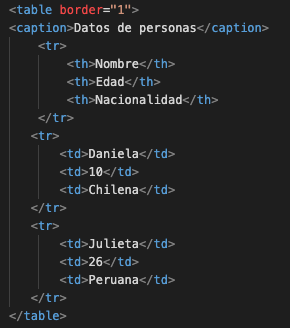 <table border="1">
<caption>Datos de personas</caption>
<tr>
<th>Nombre</th>
<th>Edad</th>
<th>Nacionalidad</th>
</tr>
<tr>
<td>Daniela</td>
<td>10</td>
<td>Chilena</td>
</tr>
<tr>
<td>Julieta</td>
<td>26</td>
<td>Peruana</td>
</tr>
</table>